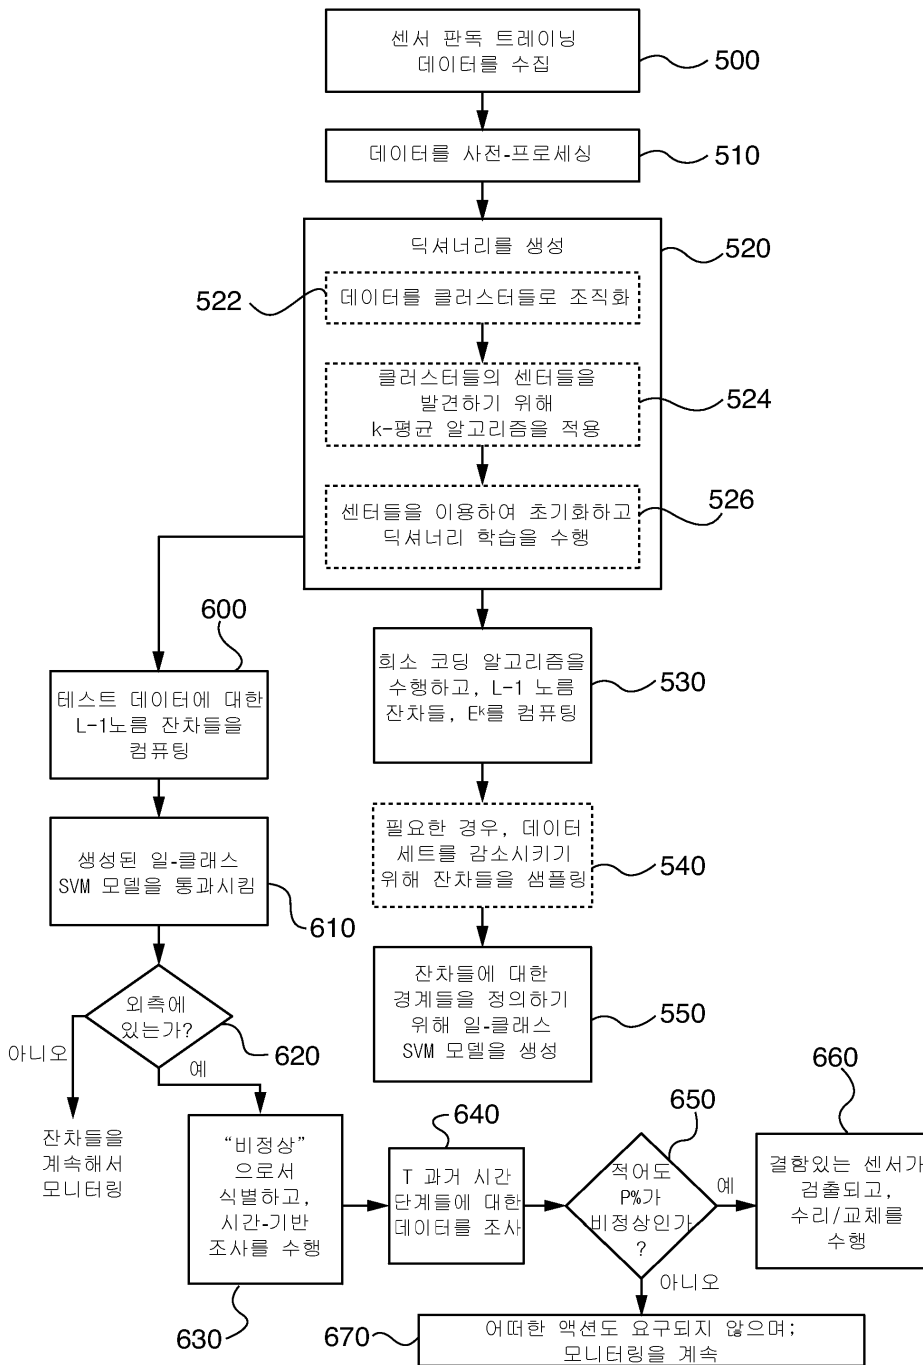 센서 판독 트레이닝
데이터를 수집
500
데이터를 사전-프로세싱
510
딕셔너리를 생성
520
데이터를 클러스터들로 조직화
522
클러스터들의 센터들을
발견하기 위해
k-평균 알고리즘을 적용
524
센터들을 이용하여 초기화하고
딕셔너리 학습을 수행
526
600
테스트 데이터에 대한
L-1노름 잔차들을
컴퓨팅
희소 코딩 알고리즘을
수행하고, L-1 노름
잔차들, Eᵏ를 컴퓨팅
530
생성된 일-클래스
SVM 모델을 통과시킴
610
필요한 경우, 데이터
세트를 감소시키기
위해 잔차들을 샘플링
540
잔차들에 대한
경계들을 정의하기
위해 일-클래스
SVM 모델을 생성
550
외측에
있는가?
620
아니오
예
잔차들을
계속해서
모니터링
“비정상”
으로서
식별하고,
시간-기반
조사를 수행
630
640
T 과거 시간
단계들에 대한
데이터를 조사
650
적어도
P%가
비정상인가
?
예
아니오
660
결함있는 센서가
검출되고,
수리/교체를
수행
670
어떠한 액션도 요구되지 않으며;
모니터링을 계속